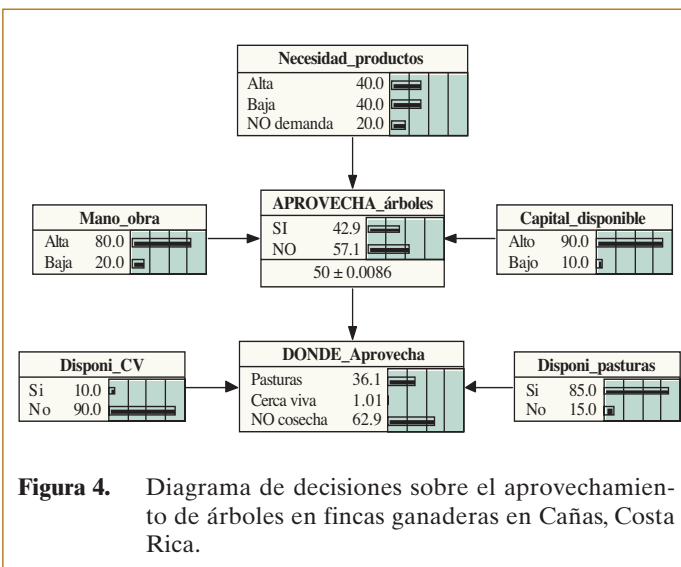 Necesidad_productos
Alta 40.0
Baja 40.0
NO demanda 20.0
Mano_obra
Alta 80.0
Baja 20.0
APROVECHA_árboles
SI 42.9
NO 57.1
50 ± 0.0086
Capital_disponible
Alto 90.0
Bajo 10.0
Disponi_CV
Si 10.0
No 90.0
DONDE_Aprovecha
Pasturas 36.1
Cerca viva 1.01
NO cosecha 62.9
Disponi_pasturas
Si 85.0
No 15.0
Figura 4. Diagrama de decisiones sobre el aprovechamien-
to de árboles en fincas ganaderas en Cañas, Costa
Rica.